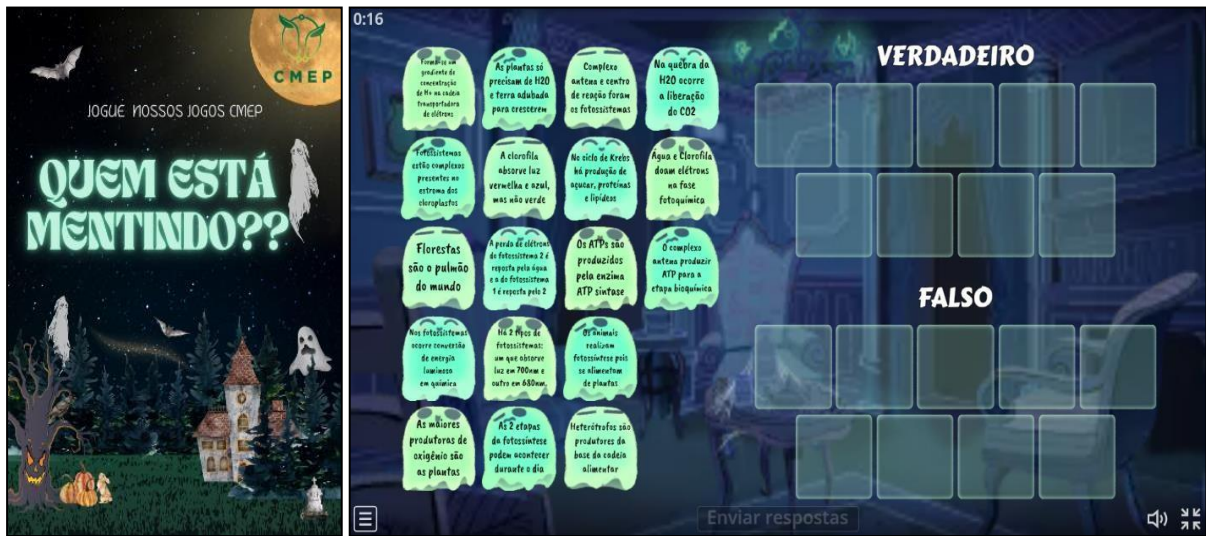 CMEP
JOGUE NOSSOS JOGOS CMEP
QUEM ESTÁ
MENTINDO??
0:16
Forma-se um
gradiente de
concentração
de H+ na cadeia
transportadora
de elétrons
As plantas só
precisam de H2O
e terra adubada
para crescerem
Complexo
antena e centro
de reação foram
os fotossistemas
Na quebra da
H2O ocorre
a liberação
do CO2
Fotossistemas
estão complexos
presentes no
estroma dos
cloroplastos
A clorofila
absorve luz
vermelha e azul,
mas não verde
No ciclo de Krebs
há produção de
açucar, proteínas
e lipídeos
Água e Clorofila
doam elétrons
na fase
fotoquímica
Florestas
são o pulmão
do mundo
A perda de elétrons
do fotossistema 2 é
reposta pela água
e a do fotossistema
1 é reposta pelo 2
Os ATPs são
produzidos
pela enzima
ATP sintase
O complexo
antena produzir
ATP para a
etapa bioquímica
Nos fotossistemas
ocorre conversão
de energia
luminosa
em química
Há 2 tipos de
fotossistemas:
um que absorve
luz em 700nm e
outro em 680nm.
Os animais
realizam
fotossíntese pois
se alimentam
de plantas
As maiores
produtoras de
oxigênio são
as plantas
As 2 etapas
da fotossíntese
podem acontecer
durante o dia
Heterótrofos são
produtores da
base da cadeia
alimentar
VERDADEIRO
FALSO
Enviar respostas